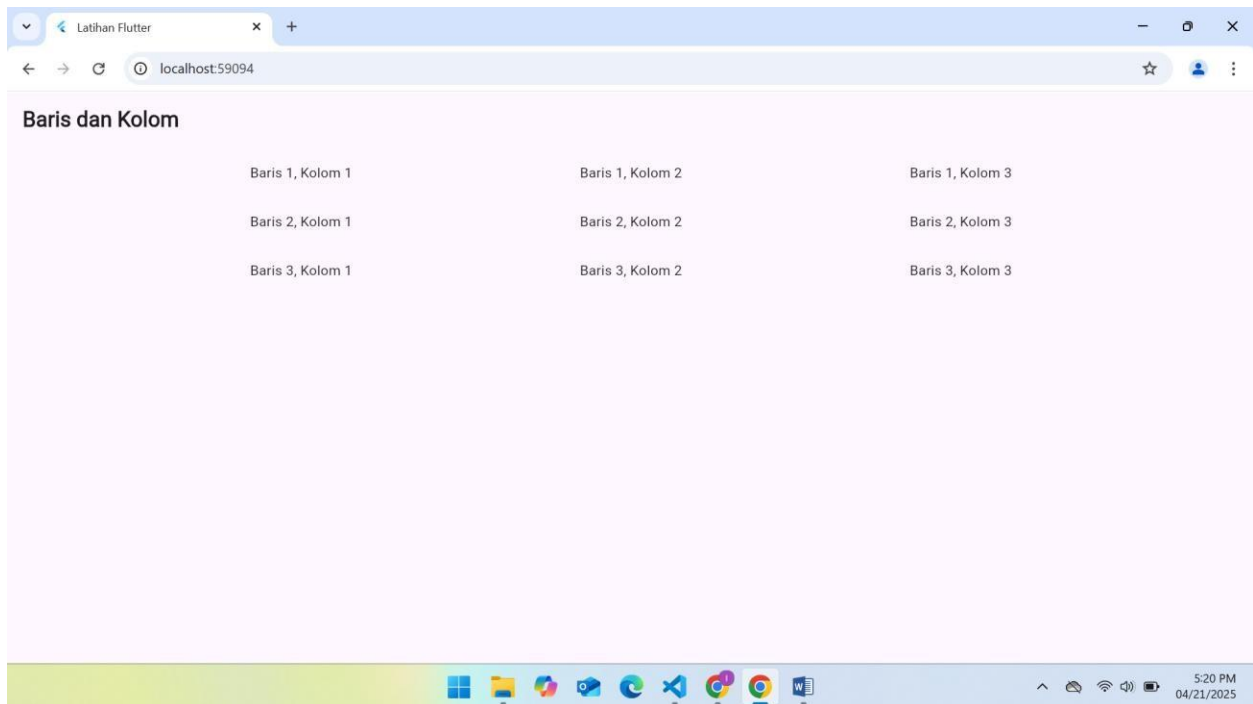 Latihan Flutter
localhost:59094
Baris dan Kolom
Baris 1, Kolom 1 Baris 1, Kolom 2 Baris 1, Kolom 3
Baris 2, Kolom 1 Baris 2, Kolom 2 Baris 2, Kolom 3
Baris 3, Kolom 1 Baris 3, Kolom 2 Baris 3, Kolom 3
5:20 PM
04/21/2025